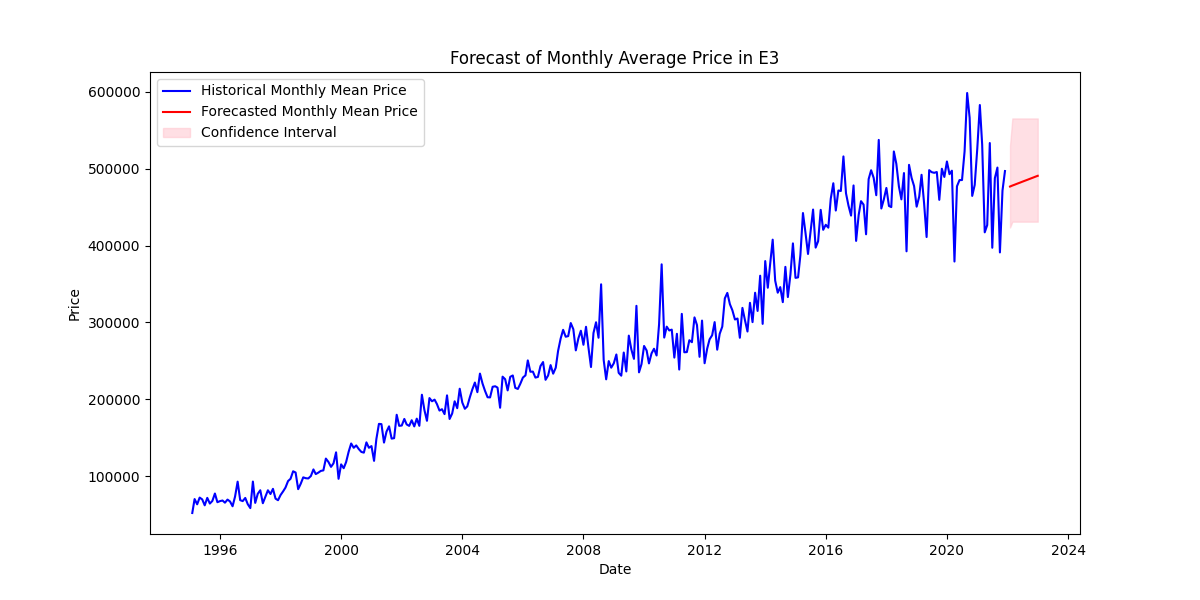 Forecast of Monthly Average Price in E3
Historical Monthly Mean Price
Forecasted Monthly Mean Price
Confidence Interval
Price
600000
500000
400000
300000
200000
100000
1996
2000
2004
2008
2012
2016
2020
2024
Date